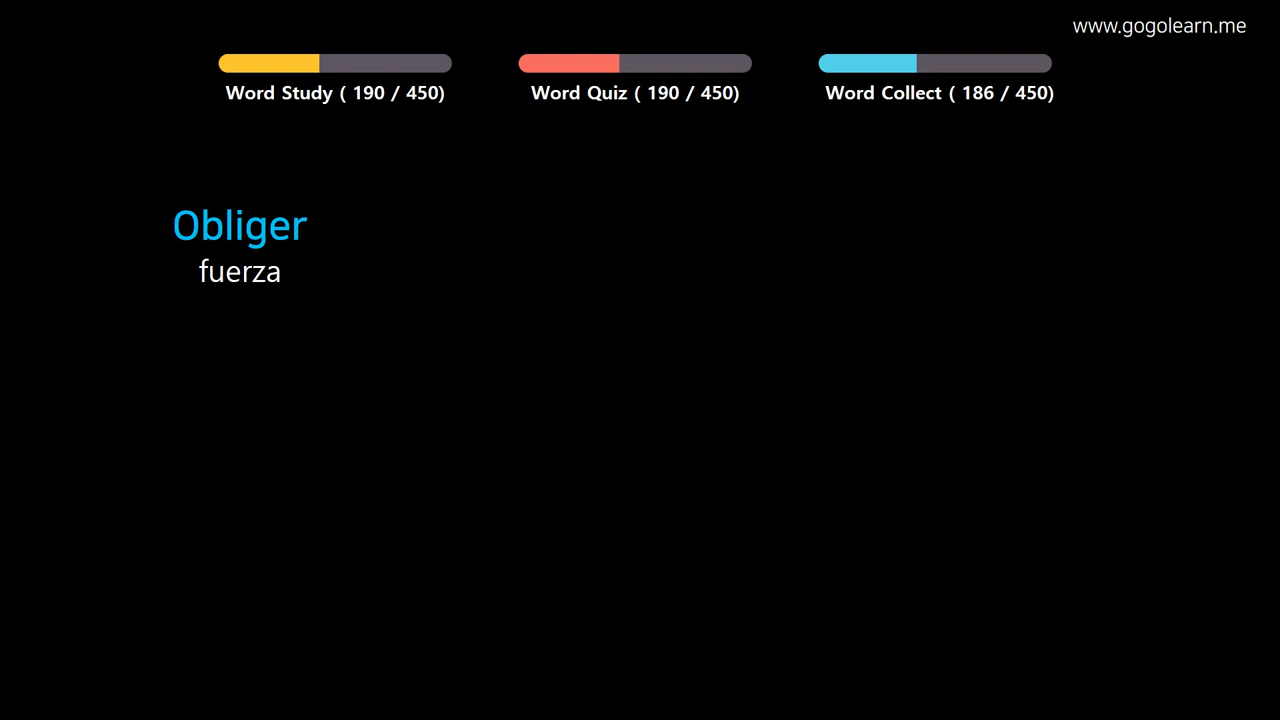 www.gogolearn.me
Word Study ( 190 / 450)
Word Quiz ( 190 / 450)
Word Collect ( 186 / 450)
Obliger
fuerza